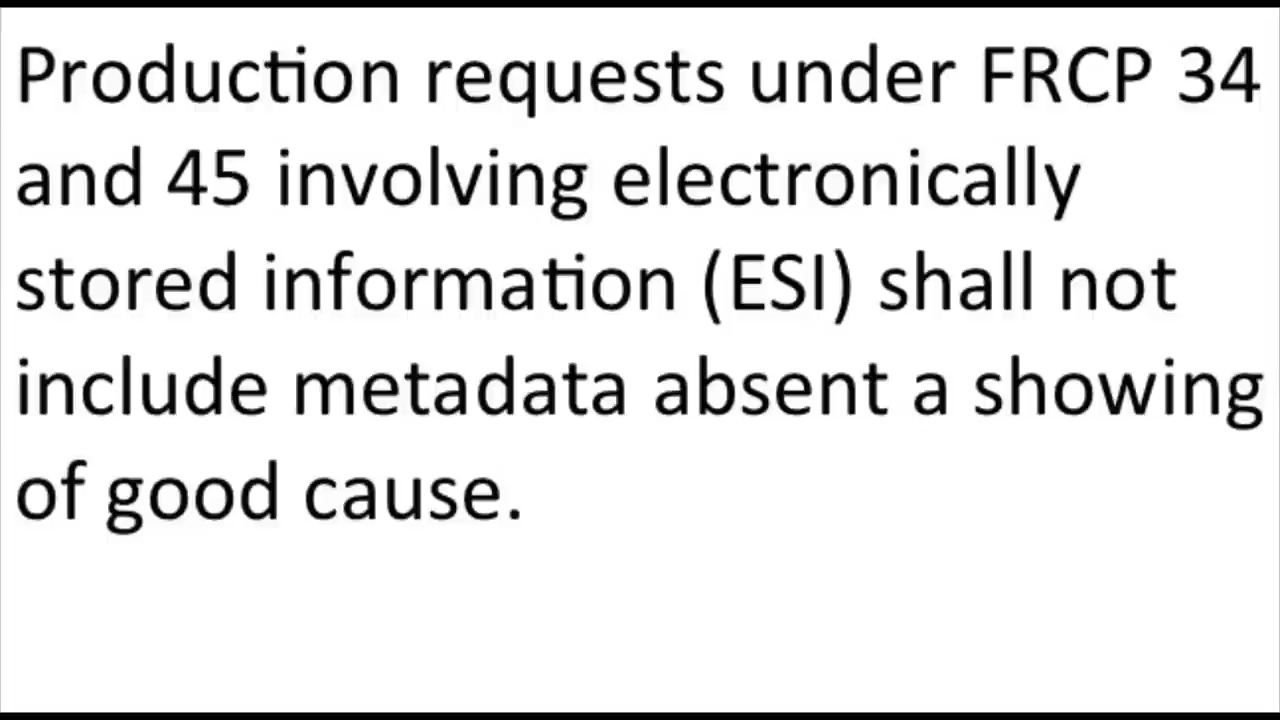 Production requests under FRCP 34
and 45 involving electronically
stored information (ESI) shall not
include metadata absent a showing
of good cause.